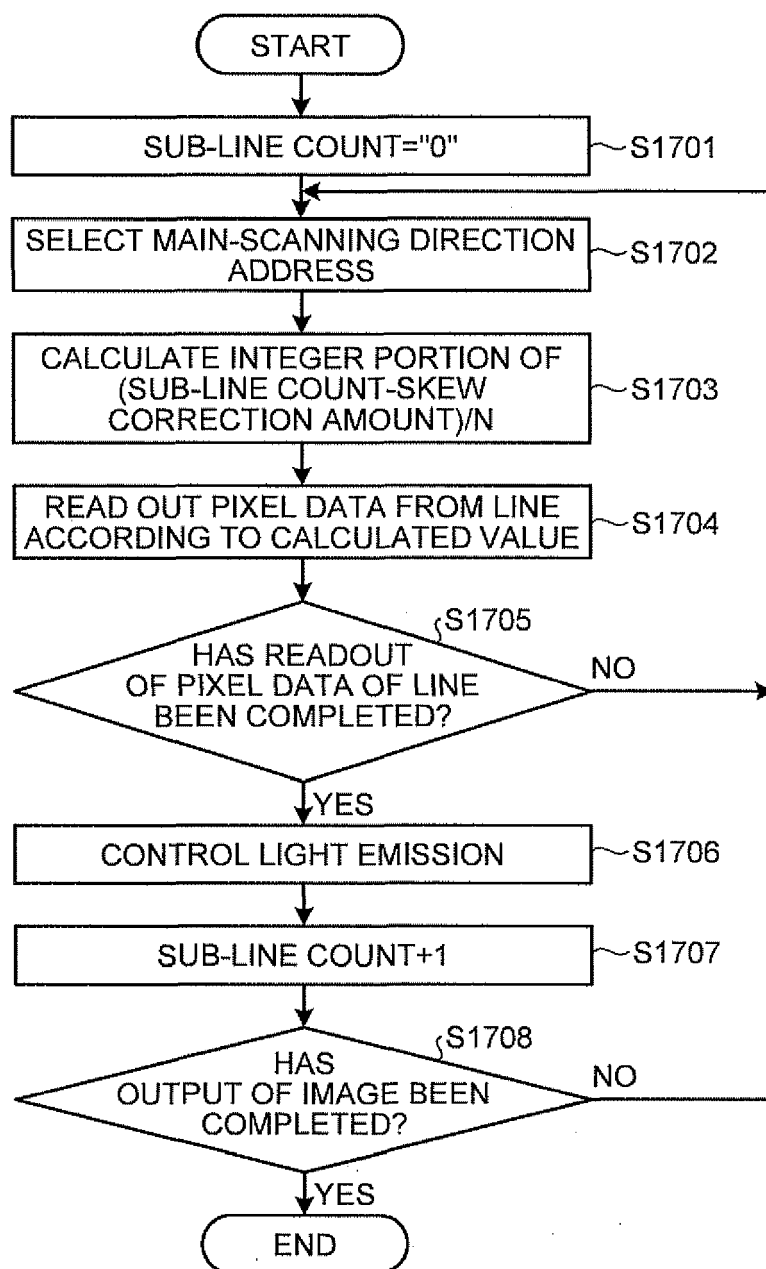 START
SUB-LINE COUNT="0"
S1701
SELECT MAIN-SCANNING DIRECTION
ADDRESS
S1702
CALCULATE INTEGER PORTION OF
(SUB-LINE COUNT-SKEW
CORRECTION AMOUNT)/N
S1703
READ OUT PIXEL DATA FROM LINE
ACCORDING TO CALCULATED VALUE
S1704
S1705
HAS READOUT
OF PIXEL DATA OF LINE
BEEN COMPLETED?
NO
YES
CONTROL LIGHT EMISSION
S1706
SUB-LINE COUNT+1
S1707
S1708
HAS
OUTPUT OF IMAGE BEEN
COMPLETED?
NO
YES
END